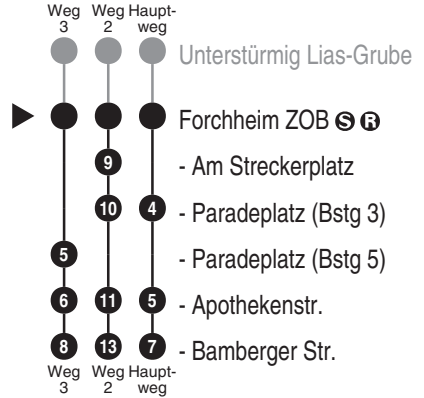 Weg 3 Weg 2 Haupt-weg
Unterstürmig Lias-Grube
Forchheim ZOB S R
9 - Am Streckerplatz
10 4 - Paradeplatz (Bstg 3)
5 - Paradeplatz (Bstg 5)
6 11 5 - Apothekenstr.
8 13 7 - Bamberger Str.
Weg 3 Weg 2 Haupt-weg